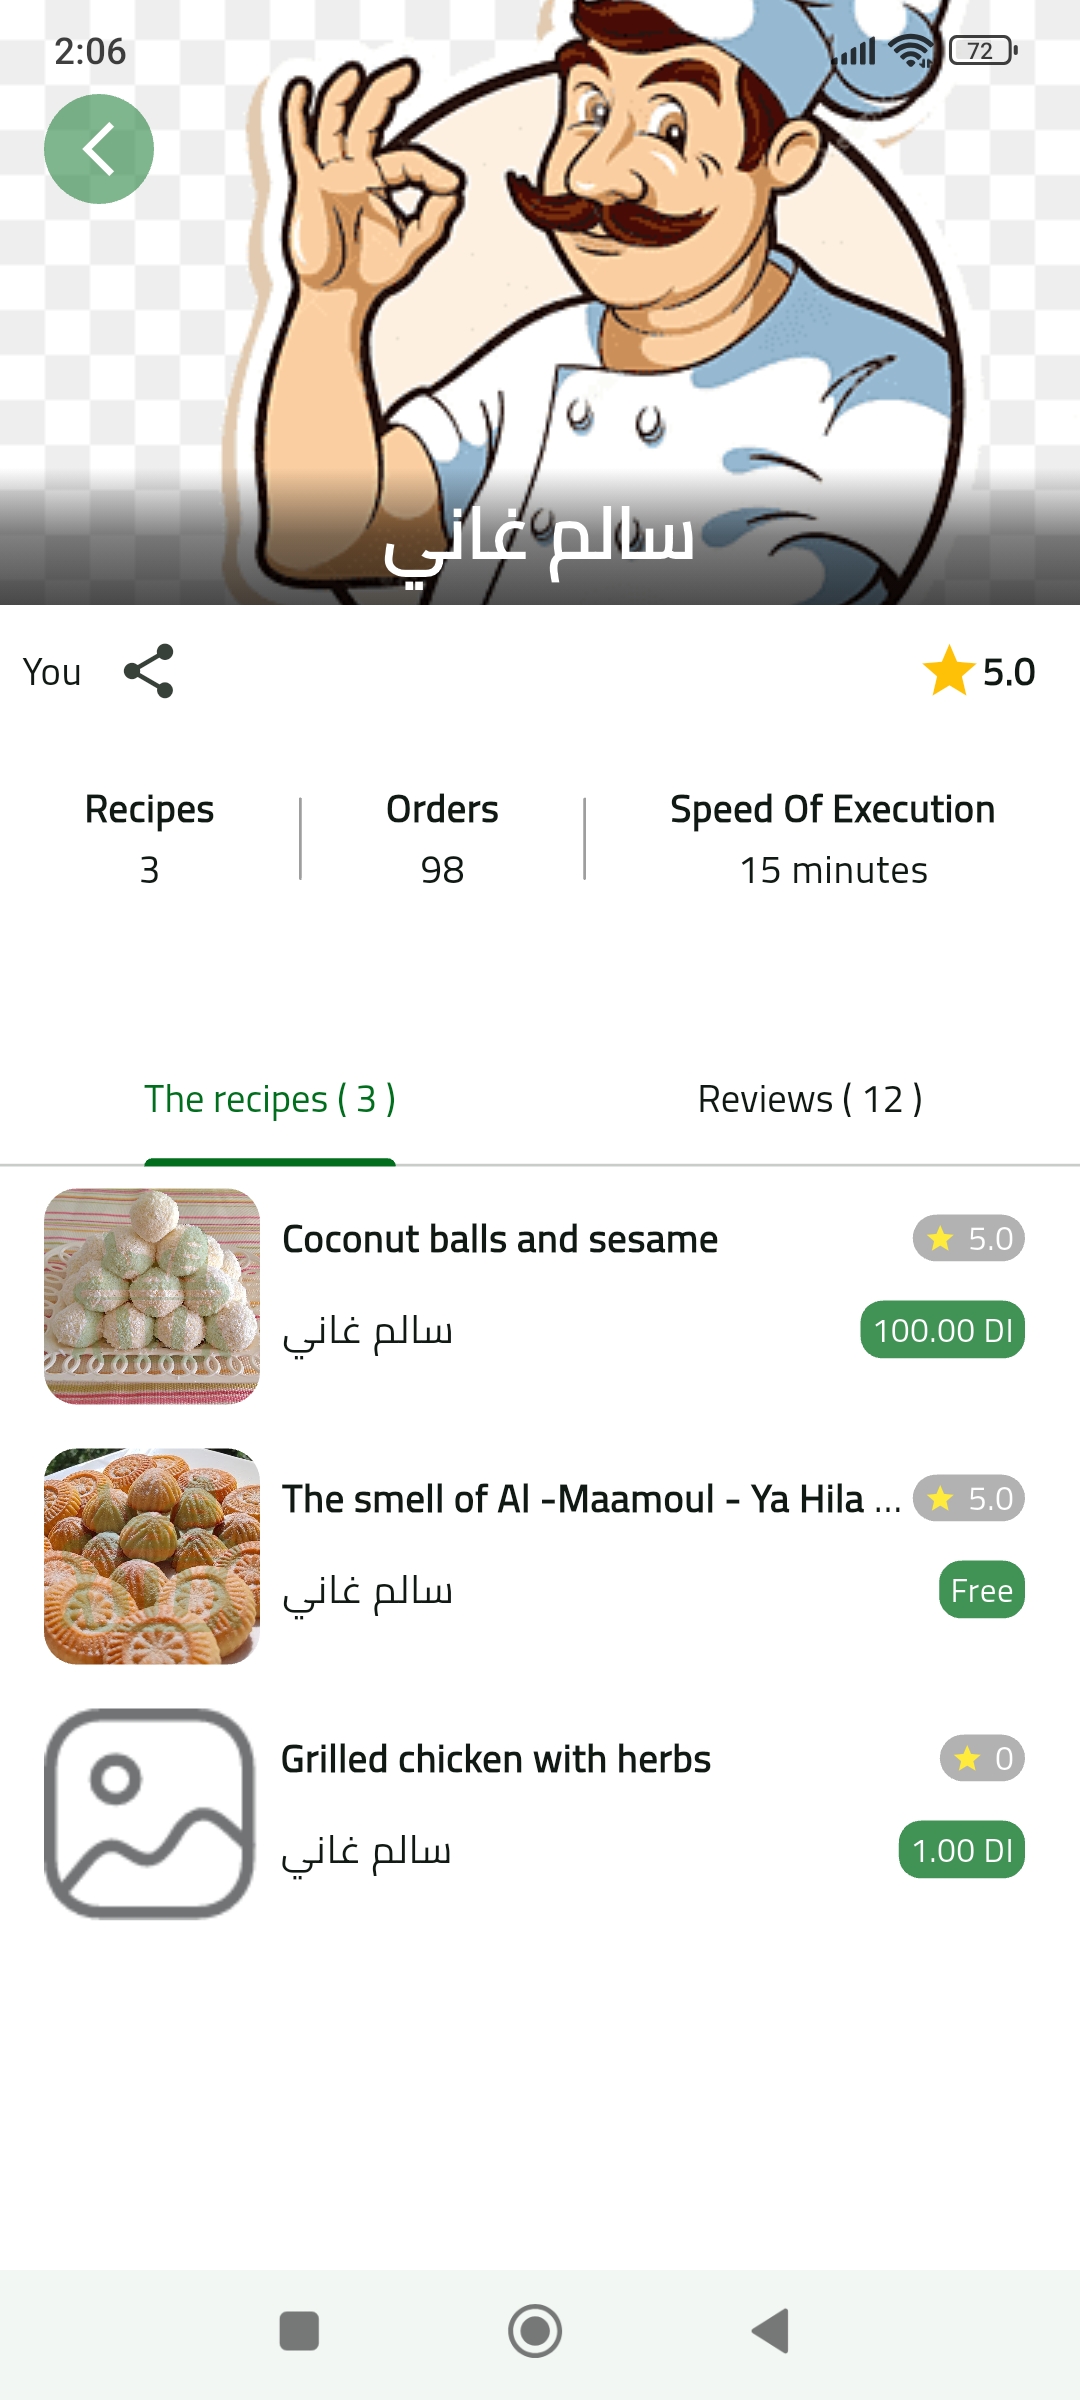 2:06
72
سالم غاني
You
5.0
Recipes
Orders
Speed Of Execution
3
98
15 minutes
The recipes ( 3 )
Reviews ( 12 )
Coconut balls and sesame
5.0
سالم غاني
100.00 DI
The smell of Al -Maamoul - Ya Hila ...
5.0
سالم غاني
Free
Grilled chicken with herbs
0
سالم غاني
1.00 DI